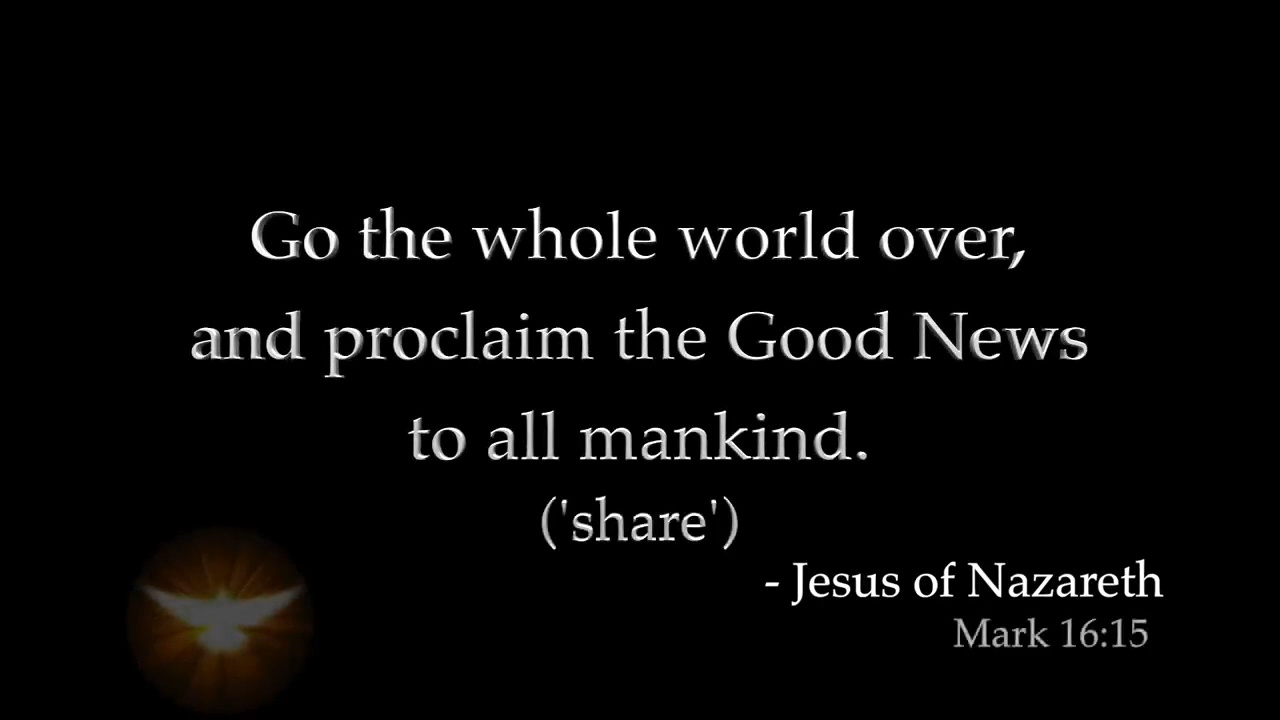 Go the whole world over,
and proclaim the Good News
to all mankind.
('share')
- Jesus of Nazareth
Mark 16:15